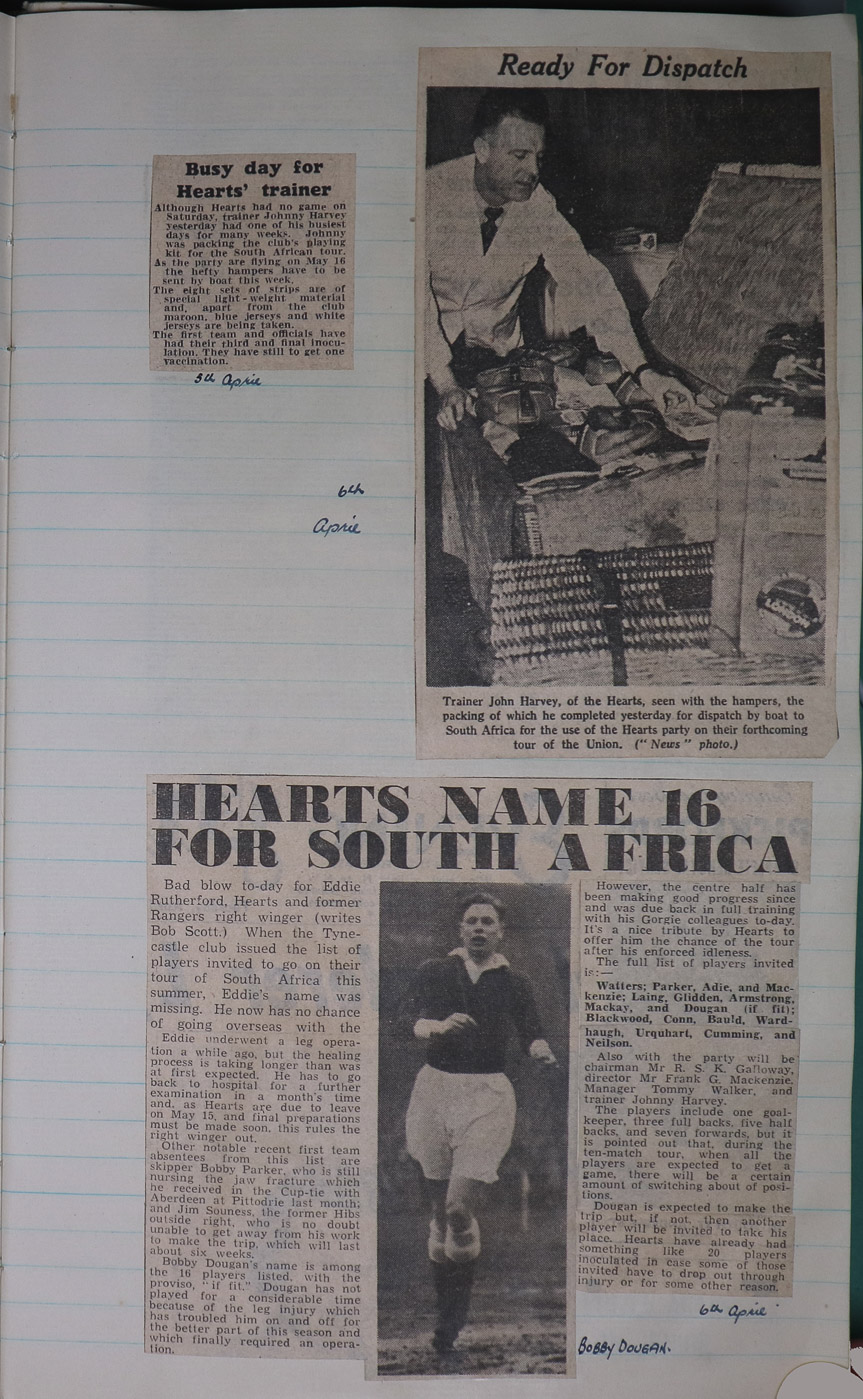 Busy day for
Hearts' trainer
Although Hearts had no game on
Saturday, trainer Johnny Harvey
yesterday had one of his busiest
days for many weeks. Johnny
was packing the club's playing
kit for the South African tour.
As the party are flying on May 16
the hefty hampers have to be
sent by boat this week.
The eight sets of strips are of
special light-weight material
and, apart from the club
maroon, blue jerseys and white
jerseys are being taken.
The first team and officials have
had their third and final inocu-
lation. They have still to get one
vaccination.
5th April
6th
April
Ready For Dispatch
LONDON
Trainer John Harvey, of the Hearts, seen with the hampers, the
packing of which he completed yesterday for dispatch by boat to
South Africa for the use of the Hearts party on their forthcoming
tour of the Union. ("News" photo.)
HEARTS NAME 16
FOR SOUTH AFRICA
Bad blow to-day for Eddie
Rutherford, Hearts and former
Rangers right winger (writes
Bob Scott.) When the Tyne-
castle club issued the list of
players invited to go on their
tour of South Africa this
summer, Eddie's name was
missing. He now has no chance
of going overseas with the
Eddie underwent a leg opera-
tion a while ago, but the healing
process is taking longer than was
at first expected. He has to go
back to hospital for a further
examination in a month's time
and, as Hearts are due to leave
on May 15, and final preparations
must be made soon, this rules the
right winger out.
Other notable recent first team
absentees from this list are
skipper Bobby Parker, who is still
nursing the jaw fracture which
he received in the Cup-tie with
Aberdeen at Pittodrie last month;
and Jim Souness, the former Hibs
outside right, who is no doubt
unable to get away from his work
to make the trip, which will last
about six weeks.
Bobby Dougan's name is among
the 16 players listed, with the
proviso, "if fit." Dougan has not
played for a considerable time
because of the leg injury which
has troubled him on and off for
the better part of this season and
which finally required an opera-
tion.
However, the centre half has
been making good progress since
and was due back in full training
with his Gorgie colleagues to-day.
It's a nice tribute by Hearts to
offer him the chance of the tour
after his enforced idleness.
The full list of players invited
is:—
Watters; Parker, Adie, and Mac-
kenzie; Laing, Glidden, Armstrong,
Mackay, and Dougan (if fit);
Blackwood, Conn, Bauld, Ward-
haugh, Urquhart, Cumming, and
Neilson.
Also with the party will be
chairman Mr R. S. K. Galloway,
director Mr Frank G. Mackenzie.
Manager Tommy Walker, and
trainer Johnny Harvey.
The players include one goal-
keeper, three full backs, five half
backs, and seven forwards, but it
is pointed out that, during the
ten-match tour, when all the
players are expected to get a
game, there will be a certain
amount of switching about of posi-
tions.
Dougan is expected to make the
trip but, if not, then another
player will be invited to take his
place. Hearts have already had
something like 20 players
inoculated in case some of those
invited have to drop out through
injury or for some other reason.
6th April
BOBBY DOUGAN.